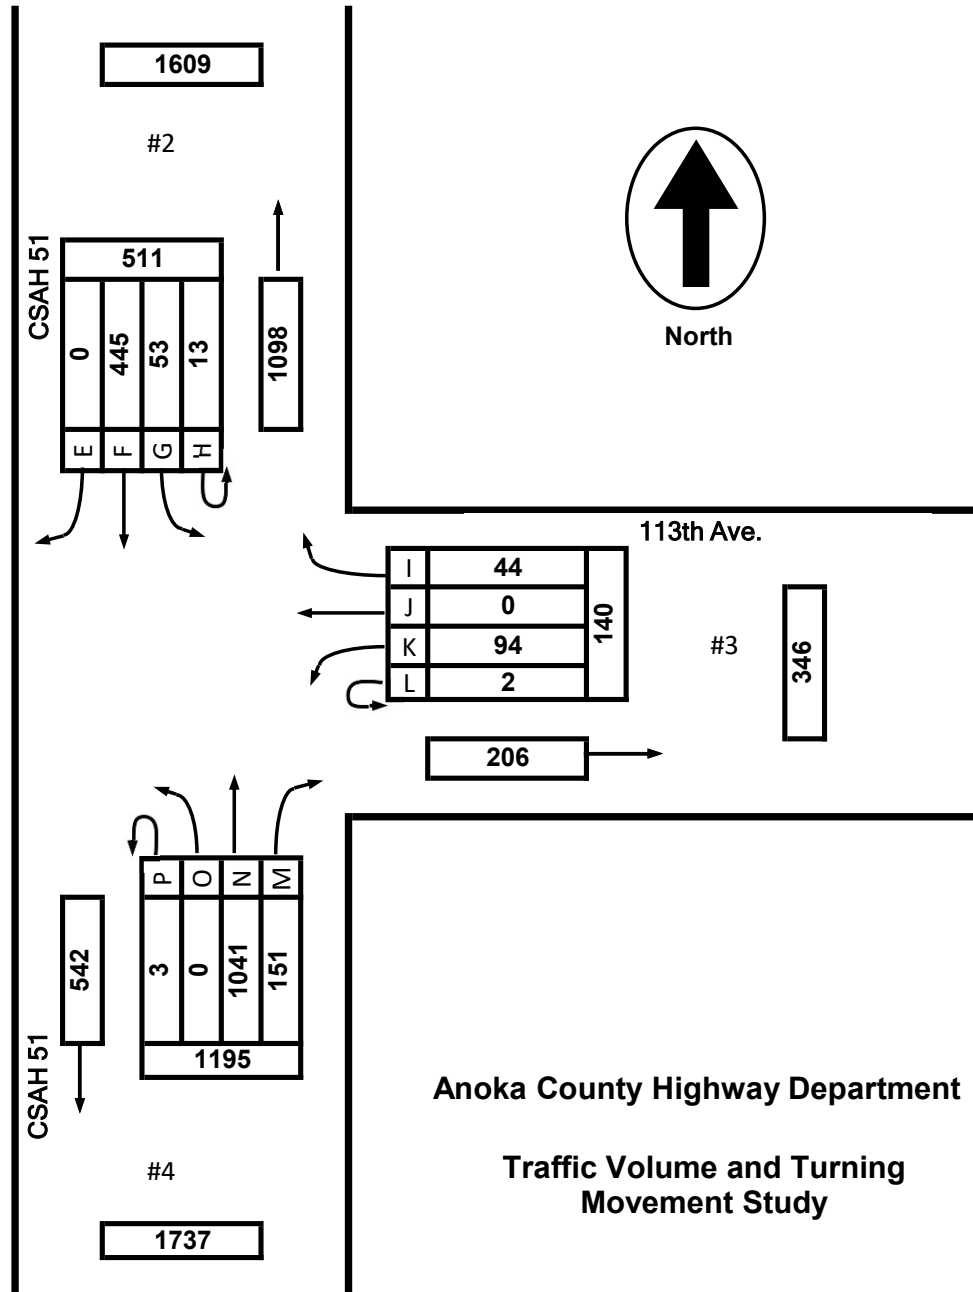 1609
#2
CSAH 51
511
0
445
53
13
E
F
G
H
1098
North
113th Ave.
I
44
J
0
K
94
L
2
140
#3
346
206
P
O
N
M
3
0
1041
151
1195
542
CSAH 51
#4
1737
Anoka County Highway Department
Traffic Volume and Turning
Movement Study